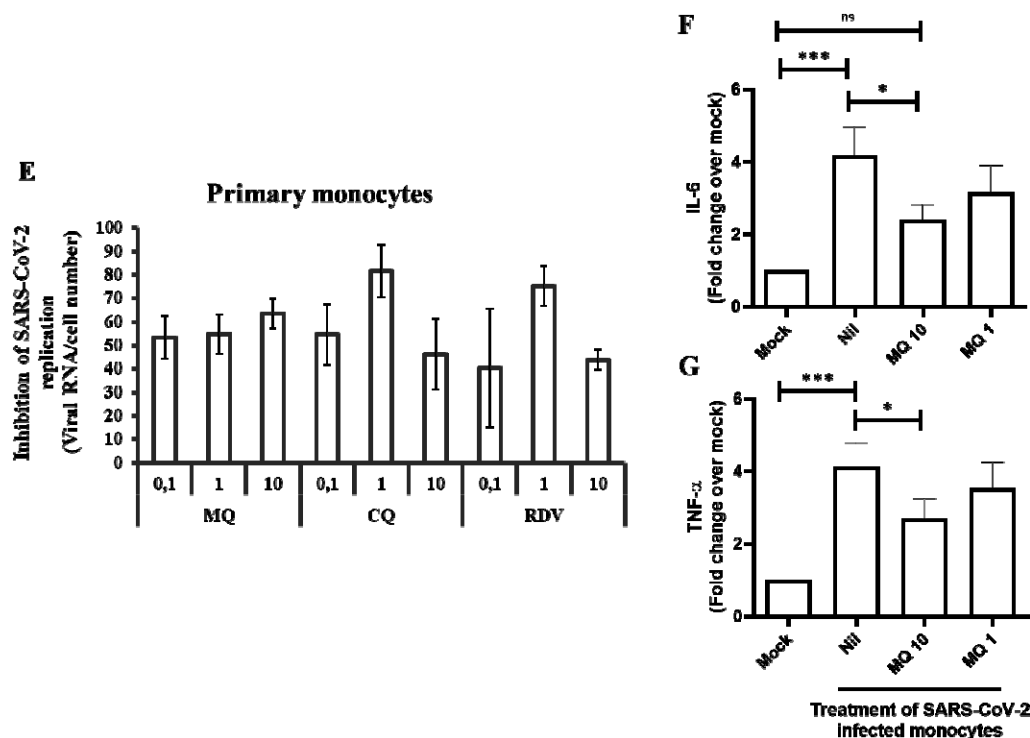 E
Primary monocytes
Inhibition of SARS-CoV-2
replication
(Viral RNA/cell number)
100
90
80
70
60
50
40
30
20
10
0
0,1 1 10 0,1 1 10 0,1 1 10
MQ CQ RDV
F
ns
***
*
IL-6
(Fold change over mock)
6
4
2
0
Mock Nil MQ 10 MQ 1
G
***
*
TNF-α
(Fold change over mock)
6
4
2
0
Mock Nil MQ 10 MQ 1
Treatment of SARS-CoV-2
infected monocytes